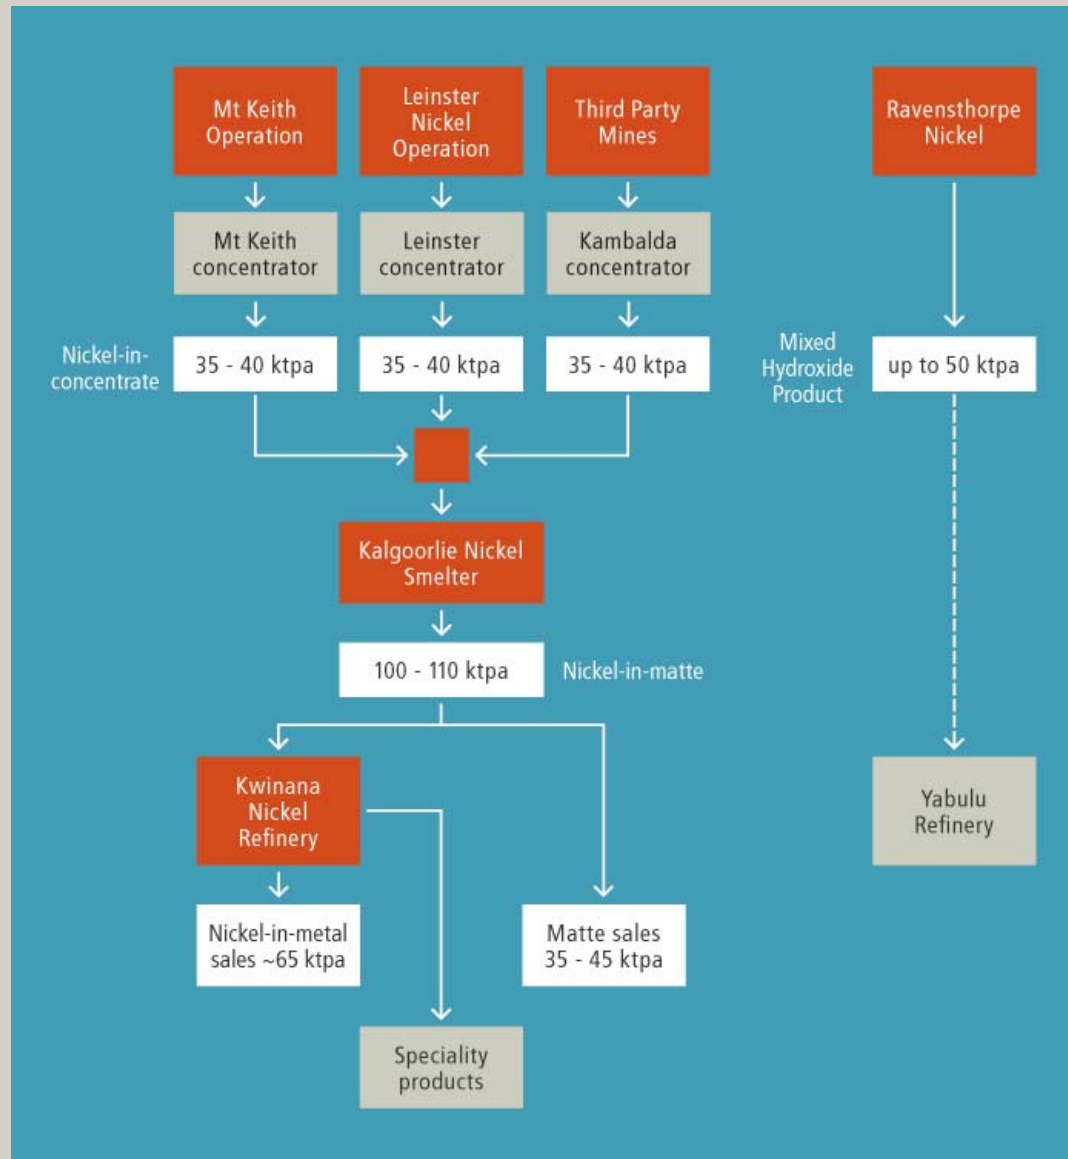 Mt Keith
Operation
Leinster
Nickel
Operation
Third Party
Mines
Ravensthorpe
Nickel
Mt Keith
concentrator
Leinster
concentrator
Kambalda
concentrator
Nickel-in-
concentrate
35 - 40 ktpa
35 - 40 ktpa
35 - 40 ktpa
Mixed
Hydroxide
Product
up to 50 ktpa
Kalgoorlie Nickel
Smelter
100 - 110 ktpa
Nickel-in-matte
Kwinana
Nickel
Refinery
Yabulu
Refinery
Nickel-in-metal
sales ~65 ktpa
Matte sales
35 - 45 ktpa
Speciality
products